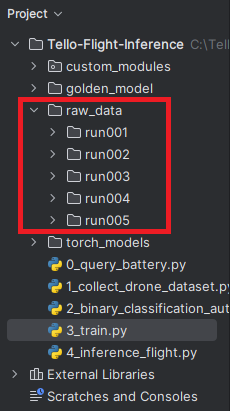 Project
Tello-Flight-Inference C:\Tell
custom_modules
golden_model
raw_data
run001
run002
run003
run004
run005
torch_models
0_query_battery.py
1_collect_drone_dataset.py
2_binary_classification_aut
3_train.py
4_inference_flight.py
External Libraries
Scratches and Consoles